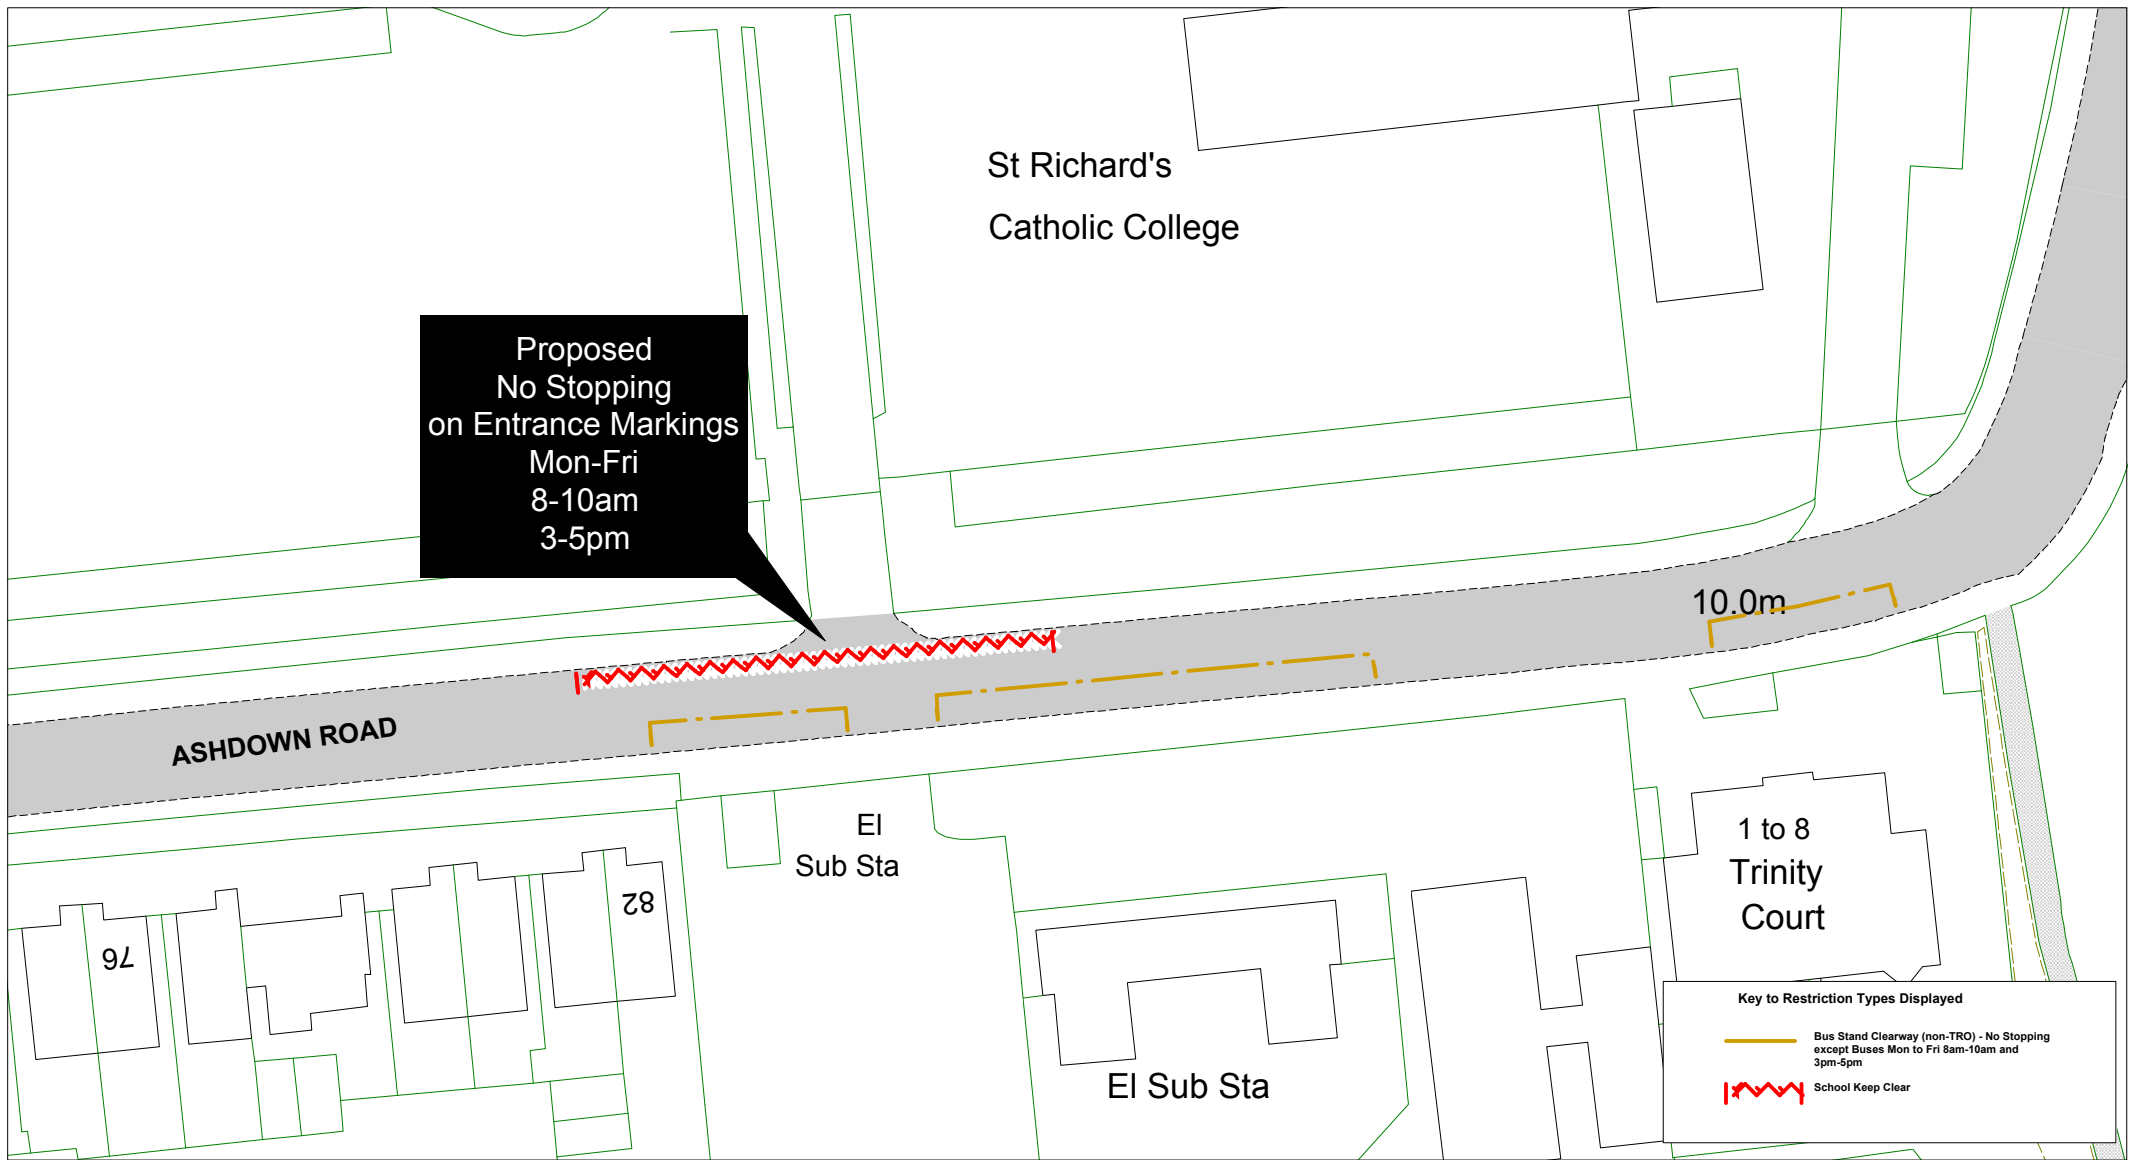 St Richard's
Catholic College
Proposed
No Stopping
on Entrance Markings
Mon-Fri
8-10am
3-5pm
10.0m
ASHDOWN ROAD
El
Sub Sta
1 to 8
Trinity
Court
82
76
El Sub Sta
Key to Restriction Types Displayed
Bus Stand Clearway (non-TRO) - No Stopping
except Buses Mon to Fri 8am-10am and
3pm-5pm
School Keep Clear